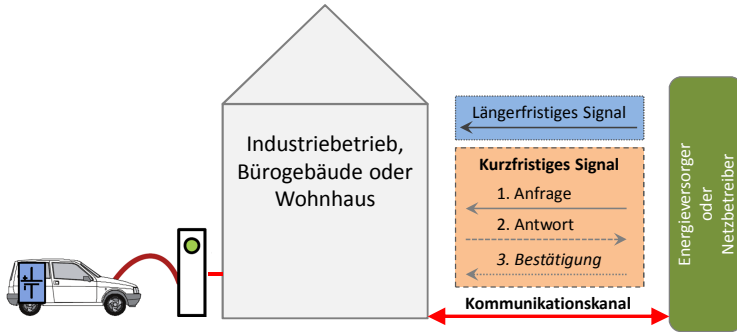 Industriebetrieb,
Bürogebäude oder
Wohnhaus
Längerfristiges Signal
Kurzfristiges Signal
1. Anfrage
2. Antwort
3. Bestätigung
Kommunikationskanal
Energieversorger
oder
Netzbetreiber